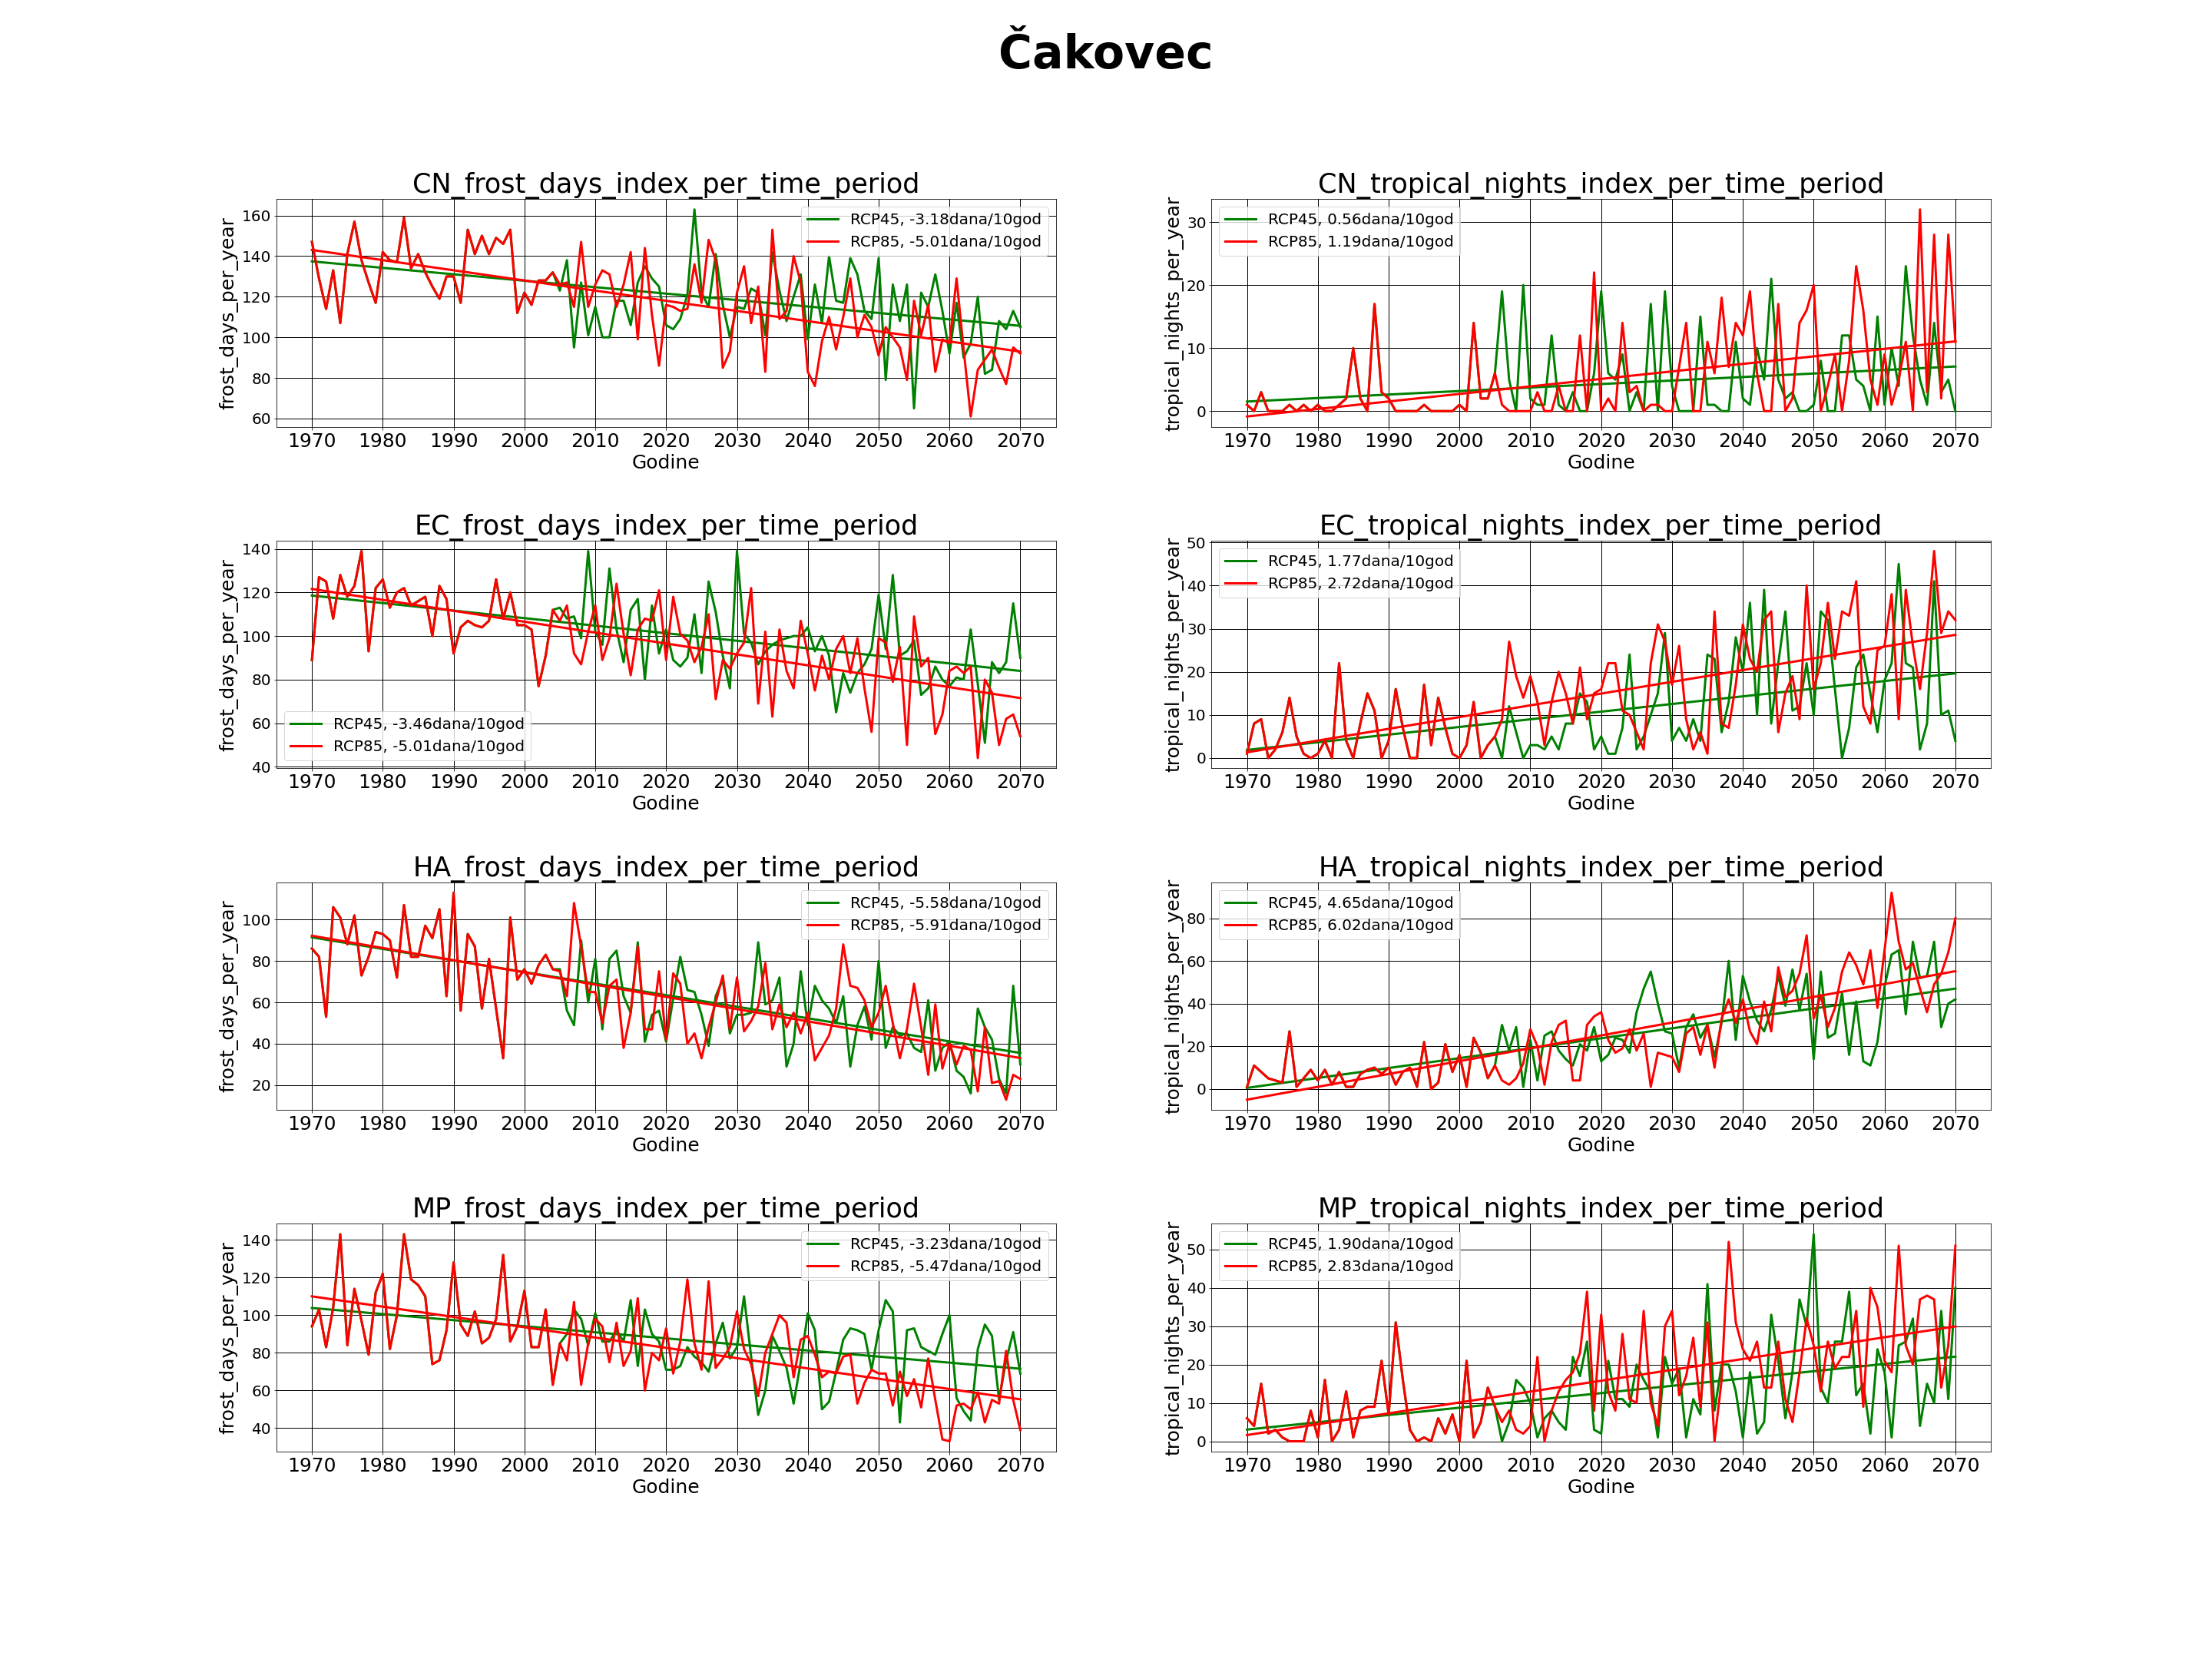 Čakovec
CN_frost_days_index_per_time_period
frost_days_per_year
160
140
120
100
80
60
RCP45, -3.18dana/10god
RCP85, -5.01dana/10god
1970 1980 1990 2000 2010 2020 2030 2040 2050 2060 2070
Godine
CN_tropical_nights_index_per_time_period
tropical_nights_per_year
30
20
10
0
RCP45, 0.56dana/10god
RCP85, 1.19dana/10god
1970 1980 1990 2000 2010 2020 2030 2040 2050 2060 2070
Godine
EC_frost_days_index_per_time_period
frost_days_per_year
140
120
100
80
60
40
RCP45, -3.46dana/10god
RCP85, -5.01dana/10god
1970 1980 1990 2000 2010 2020 2030 2040 2050 2060 2070
Godine
EC_tropical_nights_index_per_time_period
tropical_nights_per_year
50
40
30
20
10
0
RCP45, 1.77dana/10god
RCP85, 2.72dana/10god
1970 1980 1990 2000 2010 2020 2030 2040 2050 2060 2070
Godine
HA_frost_days_index_per_time_period
frost_days_per_year
100
80
60
40
20
RCP45, -5.58dana/10god
RCP85, -5.91dana/10god
1970 1980 1990 2000 2010 2020 2030 2040 2050 2060 2070
Godine
HA_tropical_nights_index_per_time_period
tropical_nights_per_year
80
60
40
20
0
RCP45, 4.65dana/10god
RCP85, 6.02dana/10god
1970 1980 1990 2000 2010 2020 2030 2040 2050 2060 2070
Godine
MP_frost_days_index_per_time_period
frost_days_per_year
140
120
100
80
60
40
RCP45, -3.23dana/10god
RCP85, -5.47dana/10god
1970 1980 1990 2000 2010 2020 2030 2040 2050 2060 2070
Godine
MP_tropical_nights_index_per_time_period
tropical_nights_per_year
50
40
30
20
10
0
RCP45, 1.90dana/10god
RCP85, 2.83dana/10god
1970 1980 1990 2000 2010 2020 2030 2040 2050 2060 2070
Godine